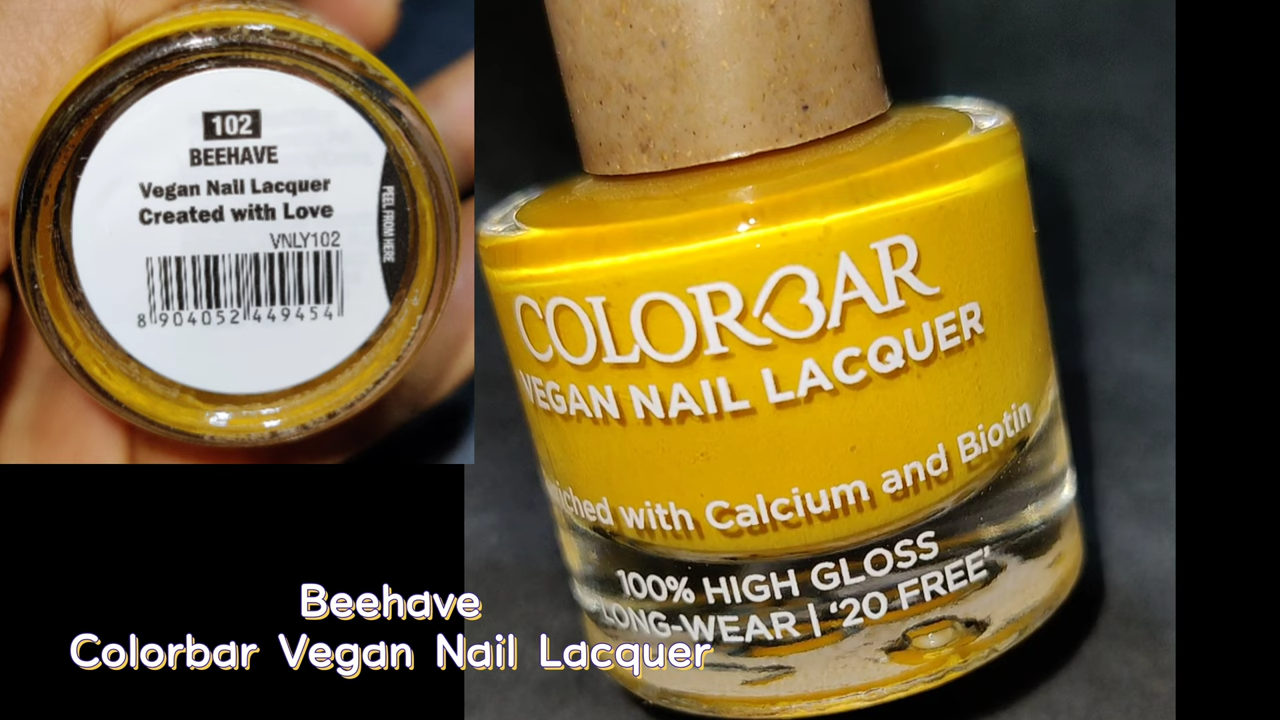 102
BEEHAVE
Vegan Nail Lacquer
Created with Love
VNLY102
8 904052 449454
PEEL FROM HERE
COLORBAR
VEGAN NAIL LACQUER
with Calcium and Biotin
100% HIGH GLOSS
LONG-WEAR | '20 FREE'
Beehave
Colorbar Vegan Nail Lacquer